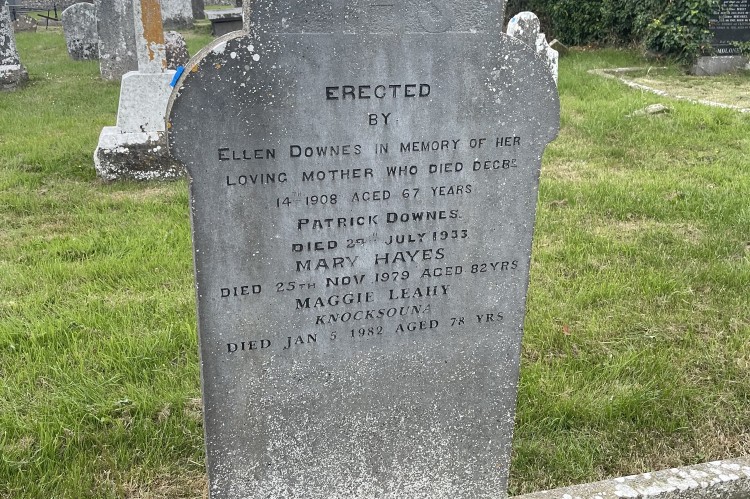 ERECTED
BY
ELLEN DOWNES IN MEMORY OF HER
LOVING MOTHER WHO DIED DECBR
14TH 1908 AGED 67 YEARS
PATRICK DOWNES.
DIED 29TH JULY 1933
MARY HAYES
DIED 25TH NOV 1979 AGED 82 YRS
MAGGIE LEAHY
KNOCKSOUNA
DIED JAN 5 1982 AGED 78 YRS